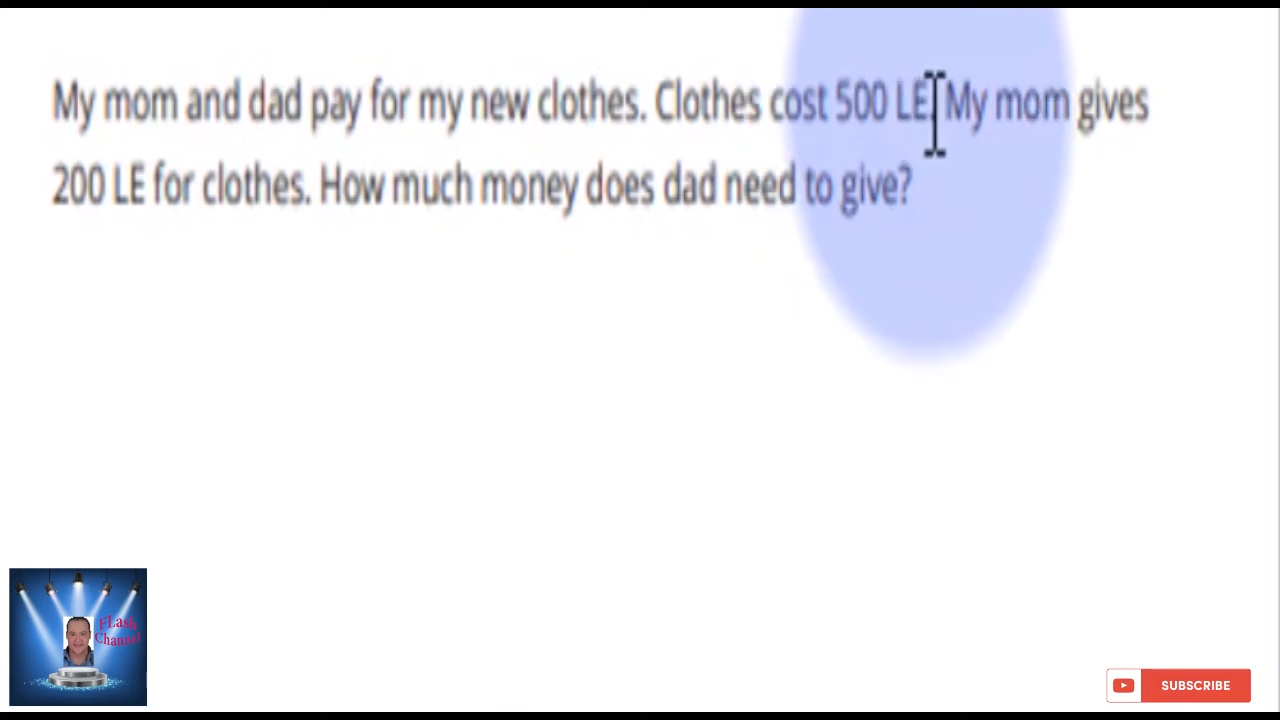 My mom and dad pay for my new clothes. Clothes cost 500 LE. My mom gives
200 LE for clothes. How much money does dad need to give?
FLash
Channel
SUBSCRIBE